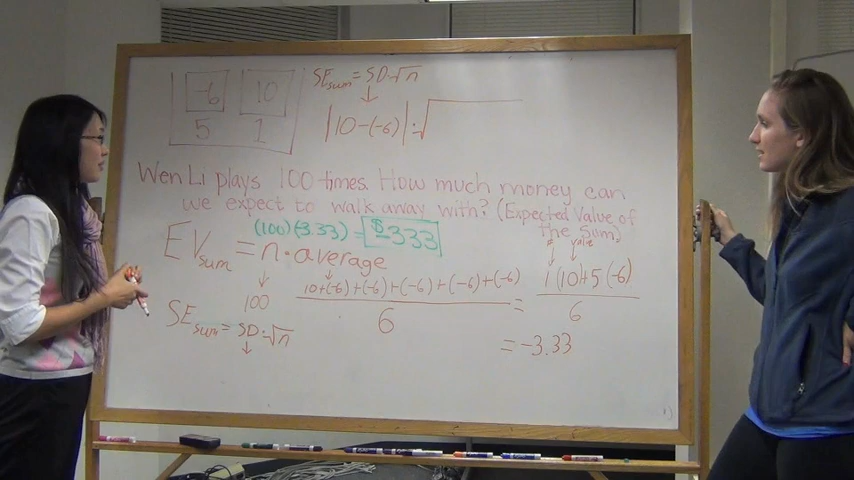 -6 10
5 1
SEsum = SD·√n
↓
|10-(-6)|·√
Wen Li plays 100 times. How much money can
we expect to walk away with? (Expected Value of
the Sum)
(100)(-3.33) = $-333
EVsum = n·average
↓ ↓
100
10+(-6)+(-6)+(-6)+(-6)+(-6)
6
=
# value
↓ ↓
1(10)+5(-6)
6
= -3.33
SEsum = SD·√n
↓